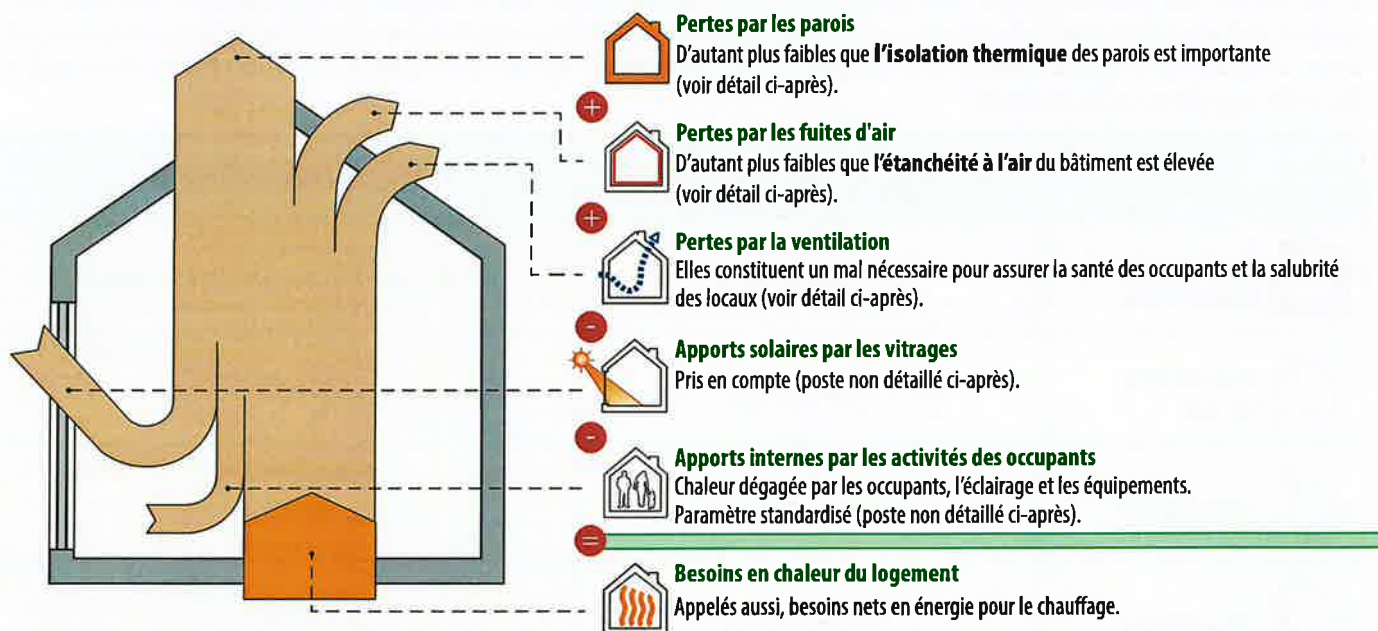 Pertes par les parois
D'autant plus faibles que l'isolation thermique des parois est importante
(voir détail ci-après).
+
Pertes par les fuites d'air
D'autant plus faibles que l'étanchéité à l'air du bâtiment est élevée
(voir détail ci-après).
+
Pertes par la ventilation
Elles constituent un mal nécessaire pour assurer la santé des occupants et la salubrité
des locaux (voir détail ci-après).
-
Apports solaires par les vitrages
Pris en compte (poste non détaillé ci-après).
-
Apports internes par les activités des occupants
Chaleur dégagée par les occupants, l'éclairage et les équipements.
Paramètre standardisé (poste non détaillé ci-après).
=
Besoins en chaleur du logement
Appelés aussi, besoins nets en énergie pour le chauffage.